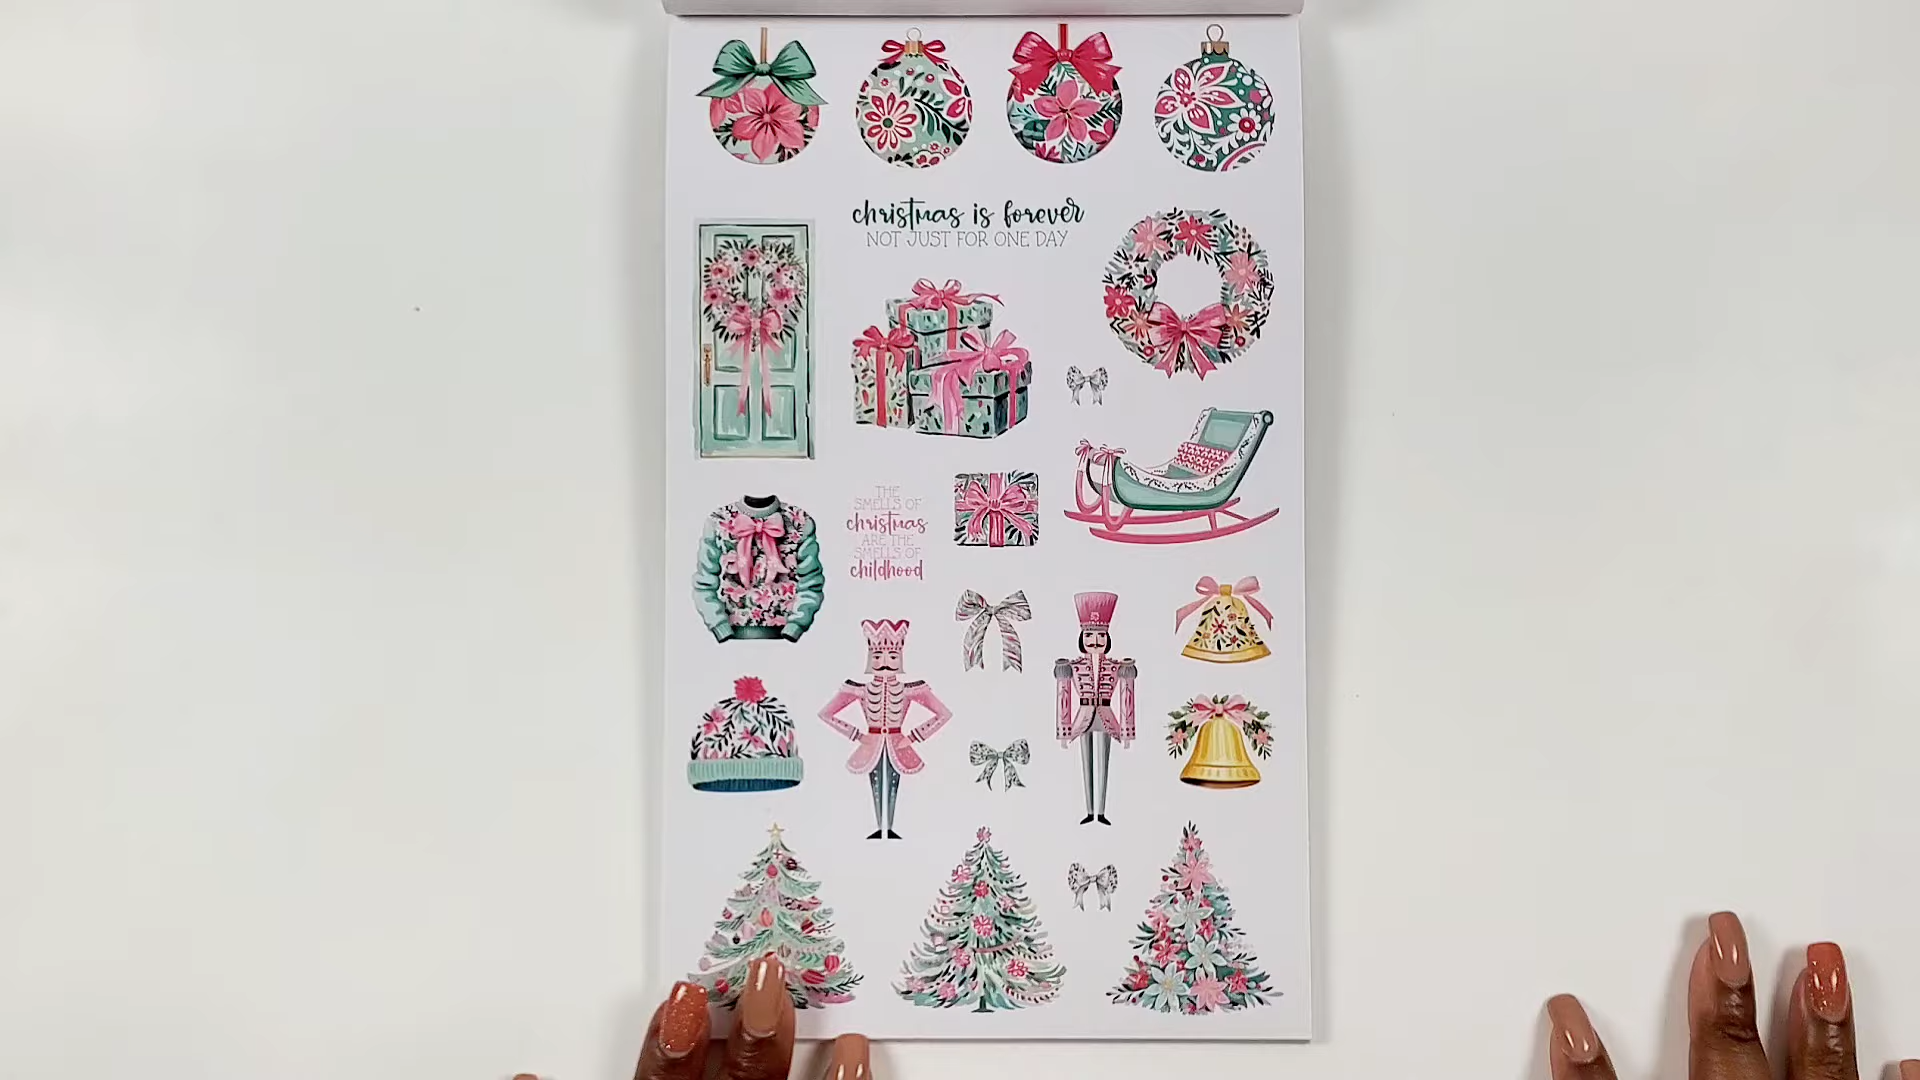 christmas is forever
NOT JUST FOR ONE DAY
THE
SMELLS OF
christmas
ARE THE
SMELLS OF
childhood